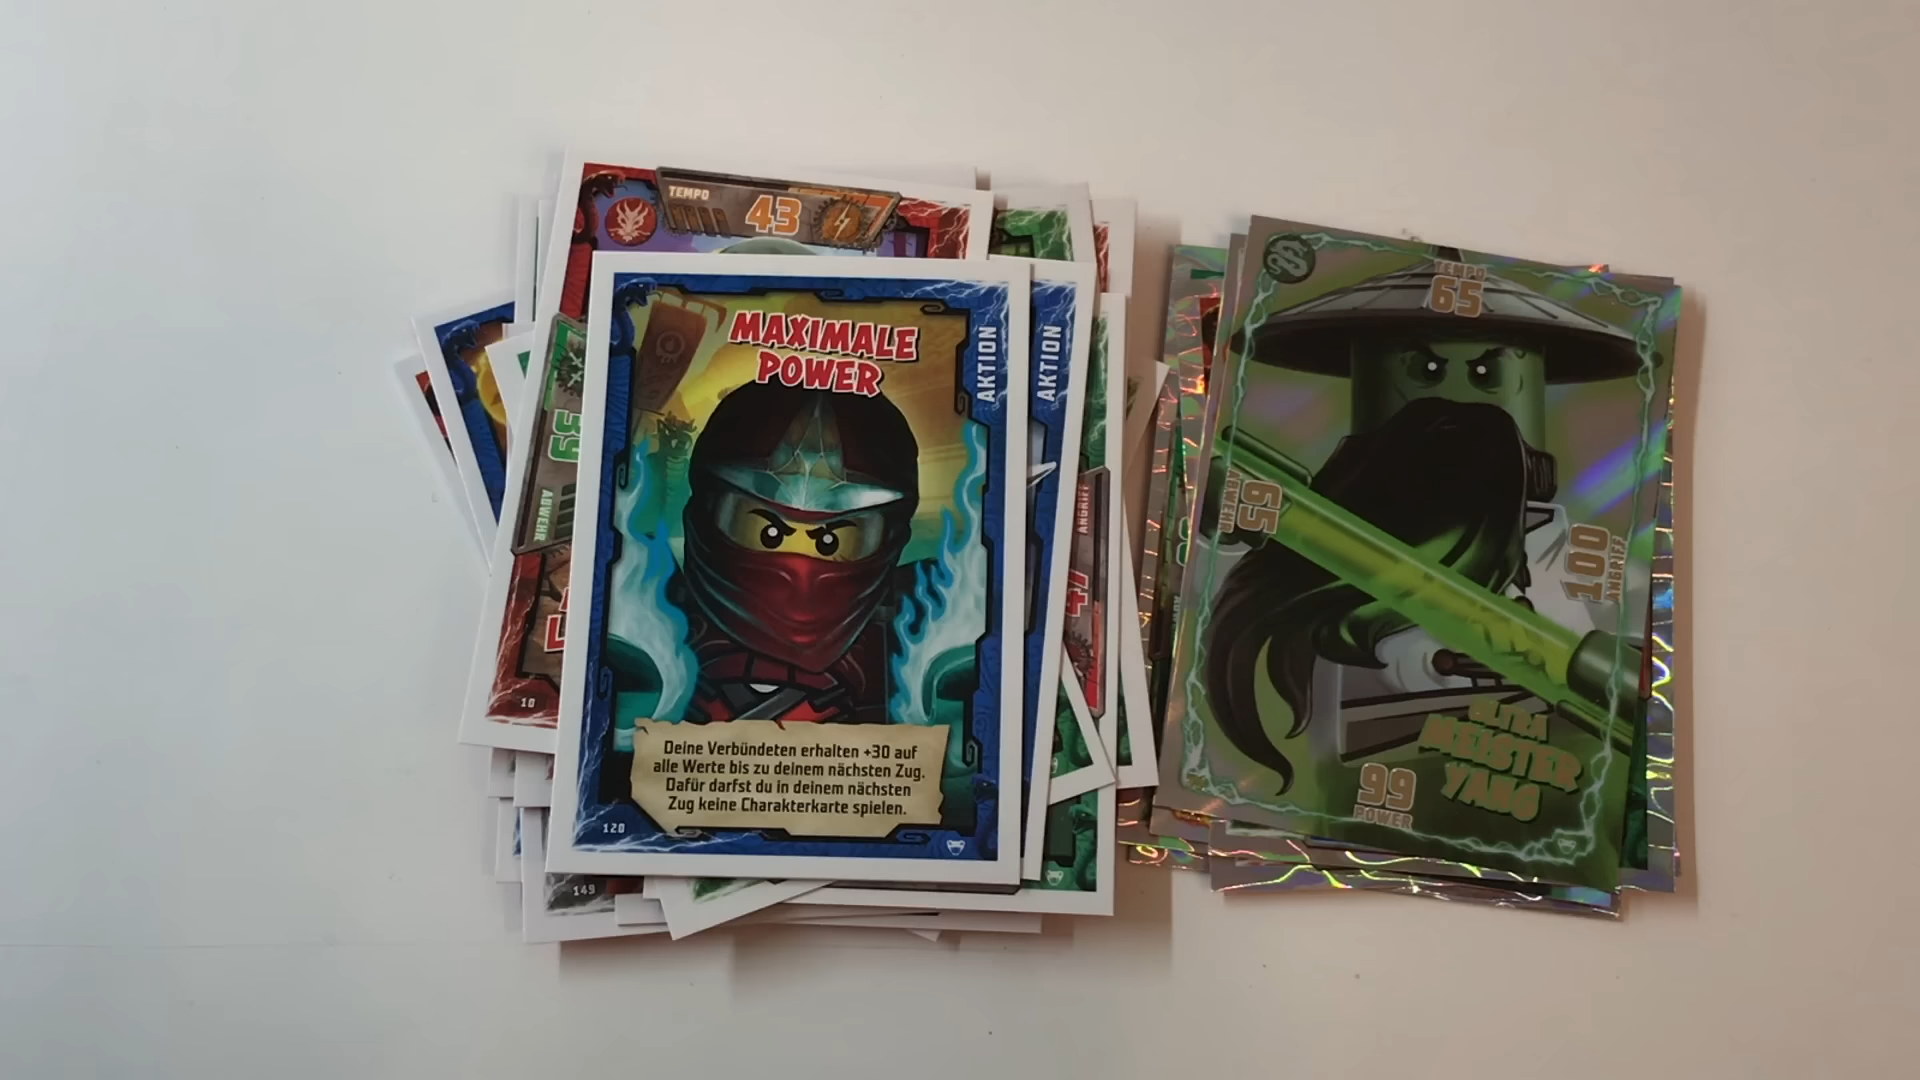 TEMPO
43
39
ABWEHR
10
MAXIMALE
POWER
AKTION
AKTION
Deine Verbündeten erhalten +30 auf
alle Werte bis zu deinem nächsten Zug.
Dafür darfst du in deinem nächsten
Zug keine Charakterkarte spielen.
120
149
ANGRIFF
TEMPO
65
65
ABWEHR
100
ANGRIFF
ULTRA
MEISTER
YANG
99
POWER